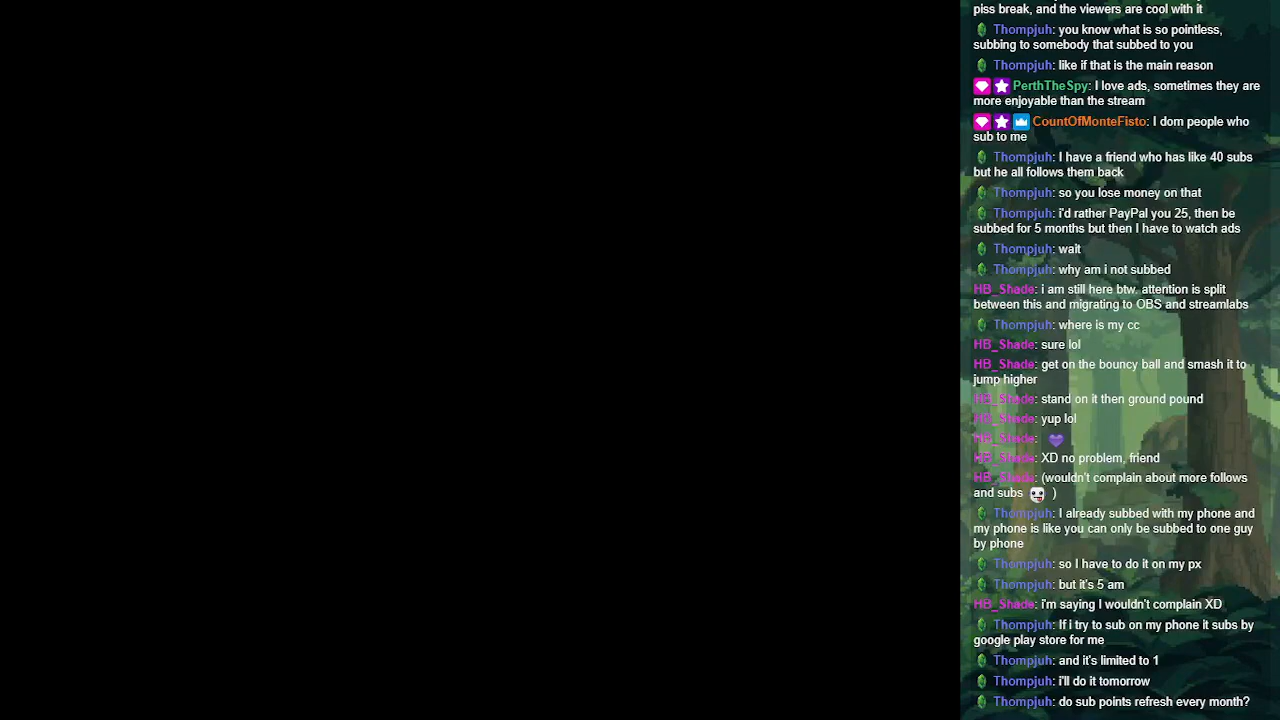 piss break, and the viewers are cool with it
Thompjuh: you know what is so pointless,
subbing to somebody that subbed to you
Thompjuh: like if that is the main reason
PerthTheSpy: I love ads, sometimes they are
more enjoyable than the stream
CountOfMonteFisto: I dom people who
sub to me
Thompjuh: I have a friend who has like 40 subs
but he all follows them back
Thompjuh: so you lose money on that
Thompjuh: i'd rather PayPal you 25, then be
subbed for 5 months but then I have to watch ads
Thompjuh: wait
Thompjuh: why am i not subbed
HB_Shade: i am still here btw. attention is split
between this and migrating to OBS and streamlabs
Thompjuh: where is my cc
HB_Shade: sure lol
HB_Shade: get on the bouncy ball and smash it to
jump higher
HB_Shade: stand on it then ground pound
HB_Shade: yup lol
HB_Shade:
HB_Shade: XD no problem, friend
HB_Shade: (wouldn't complain about more follows
and subs )
Thompjuh: I already subbed with my phone and
my phone is like you can only be subbed to one guy
by phone
Thompjuh: so I have to do it on my px
Thompjuh: but it's 5 am
HB_Shade: i'm saying I wouldn't complain XD
Thompjuh: If i try to sub on my phone it subs by
google play store for me
Thompjuh: and it's limited to 1
Thompjuh: i'll do it tomorrow
Thompjuh: do sub points refresh every month?